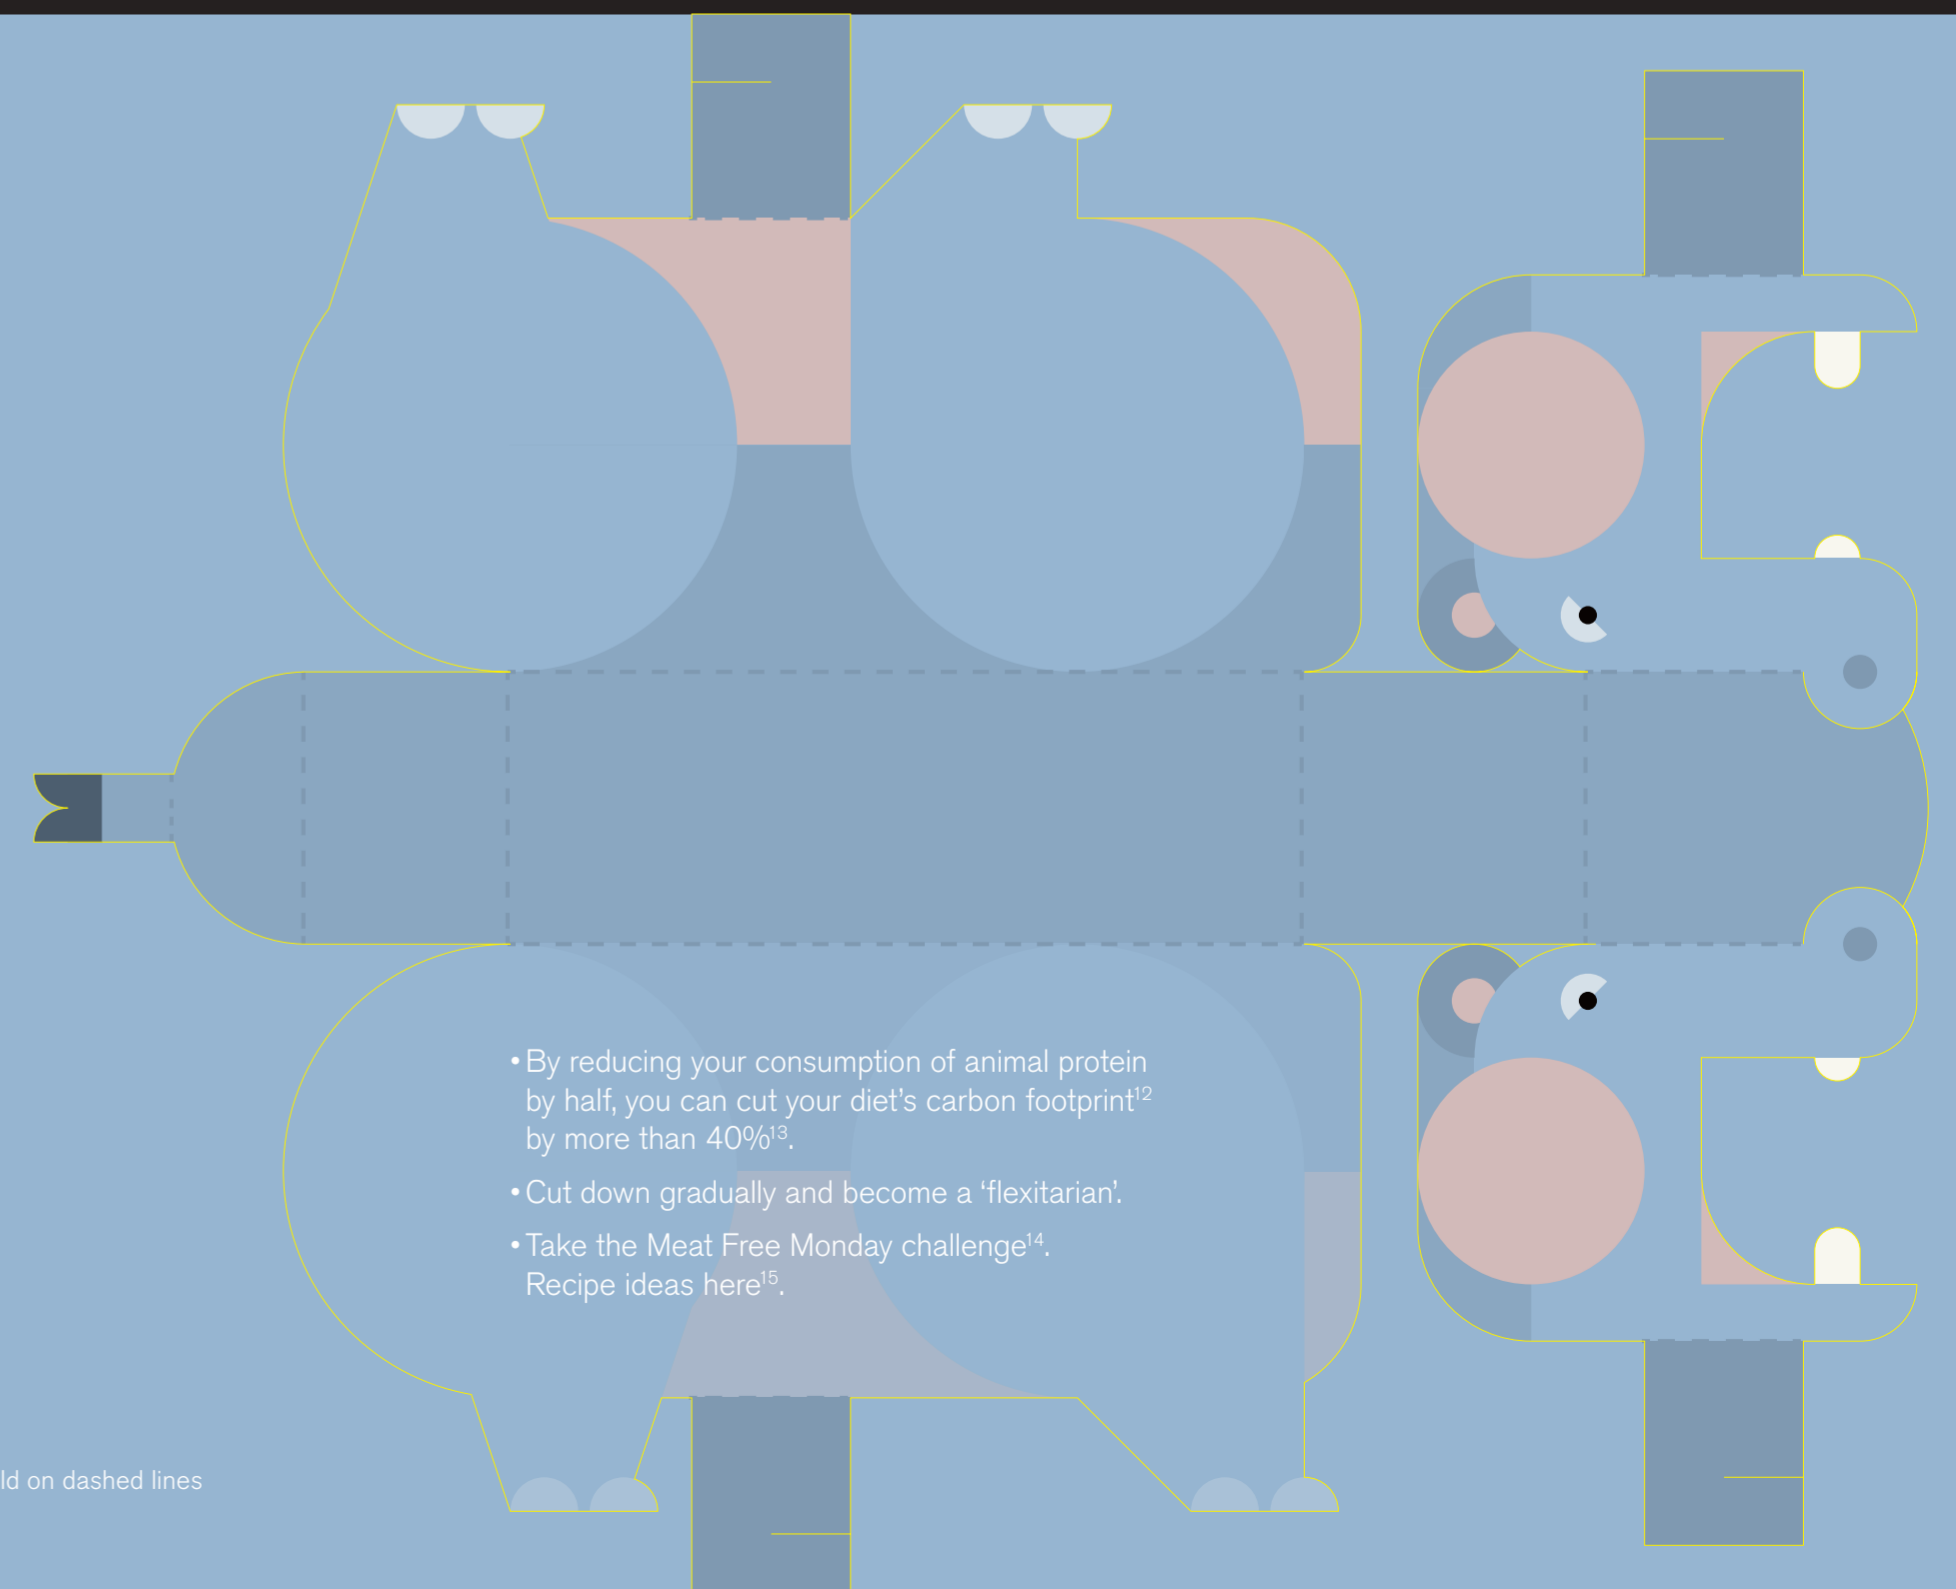 • By reducing your consumption of animal protein
by half, you can cut your diet's carbon footprint¹²
by more than 40%¹³.
• Cut down gradually and become a ‘flexitarian’.
• Take the Meat Free Monday challenge¹⁴.
Recipe ideas here¹⁵.
on dashed lines